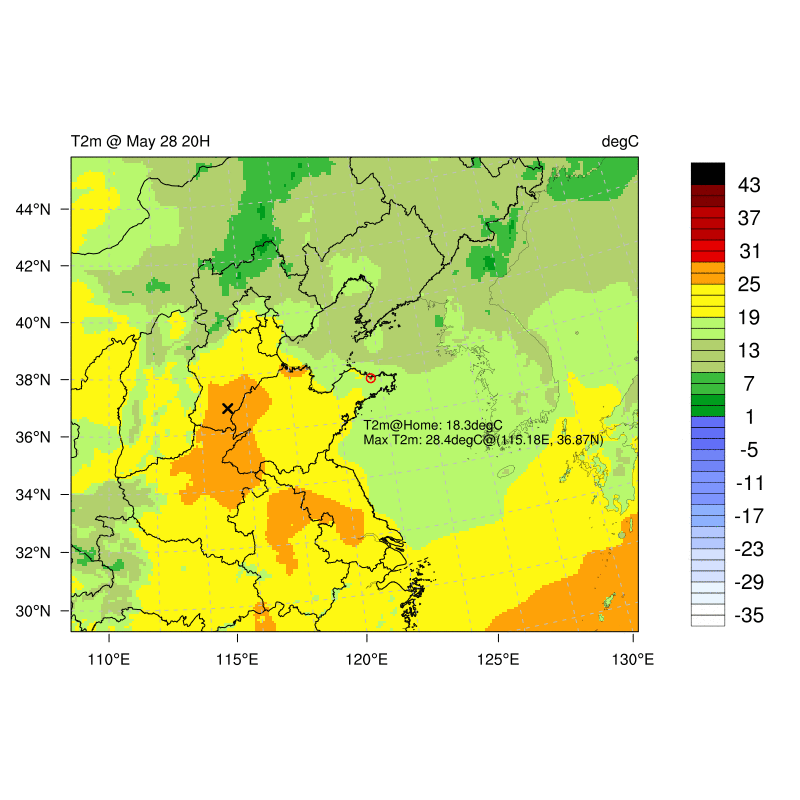 T2m @ May 28 20H degC
43
37
31
25
19
13
7
1
-5
-11
-17
-23
-29
-35
44°N
42°N
40°N
38°N
36°N
34°N
32°N
30°N
T2m@Home: 18.3degC
Max T2m: 28.4degC@(115.18E, 36.87N)
110°E 115°E 120°E 125°E 130°E